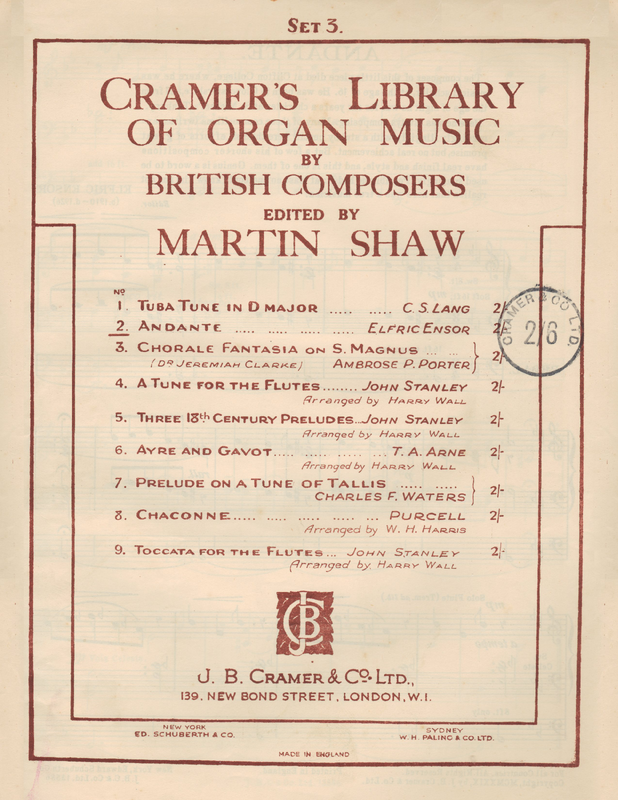 SET 3.
CRAMER'S LIBRARY
OF ORGAN MUSIC
BY
BRITISH COMPOSERS
EDITED BY
MARTIN SHAW
No
1. TUBA TUNE IN D MAJOR ..... ..... C. S. LANG 2/-
2. ANDANTE ..... ..... ..... ..... ELFRIC ENSOR 2/-
3. CHORALE FANTASIA ON S. MAGNUS ... ...
(DR JEREMIAH CLARKE) AMBROSE P. PORTER 2/-
4. A TUNE FOR THE FLUTES........ JOHN STANLEY 2/-
Arranged by HARRY WALL
5. THREE 18th CENTURY PRELUDES...JOHN STANLEY 2/-
Arranged by HARRY WALL
6. AYRE AND GAVOT..... ..... ..... ... T. A. ARNE 2/-
Arranged by HARRY WALL
7. PRELUDE ON A TUNE OF TALLIS ..... .....
CHARLES F. WATERS 2/-
8. CHACONNE..... ..... ..... ..... ... PURCELL 2/-
Arranged by W. H. HARRIS
9. TOCCATA FOR THE FLUTES... JOHN STANLEY 2/-
Arranged by HARRY WALL
CRAMER & CO LTD.
2/6
JCB
J. B. CRAMER & CO. LTD.,
139, NEW BOND STREET, LONDON, W.1.
NEW YORK
ED. SCHUBERTH & CO.
SYDNEY
W. H. PALING & CO. LTD.
MADE IN ENGLAND